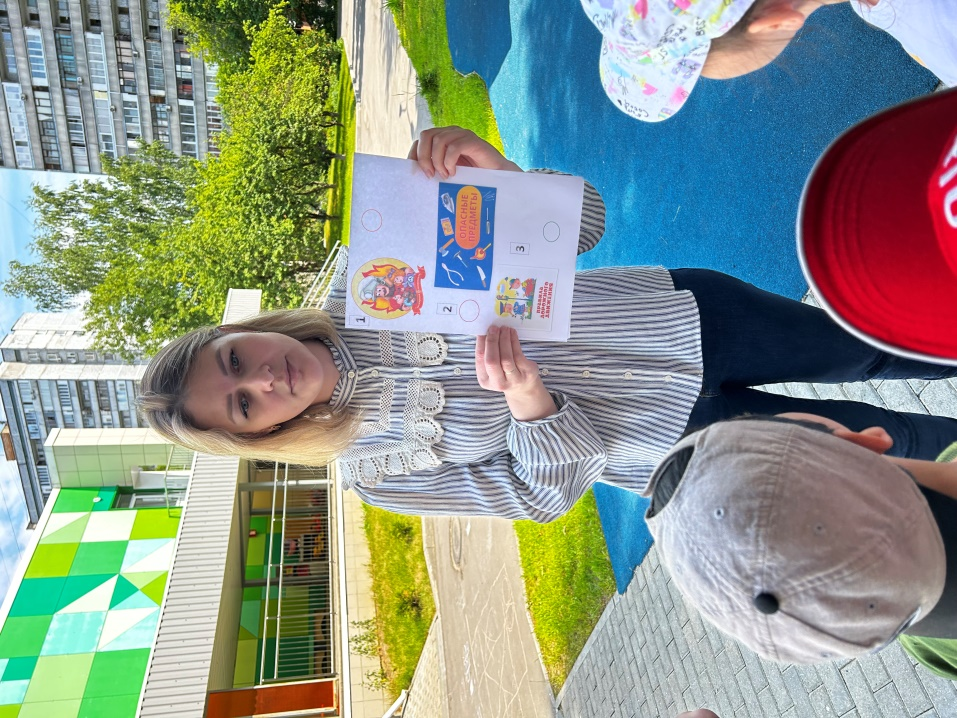 1
2
ОПАСНЫЕ
ПРЕДМЕТЫ
3
ПРАВИЛА
ДОРОЖНОГО
ДВИЖЕНИЯ